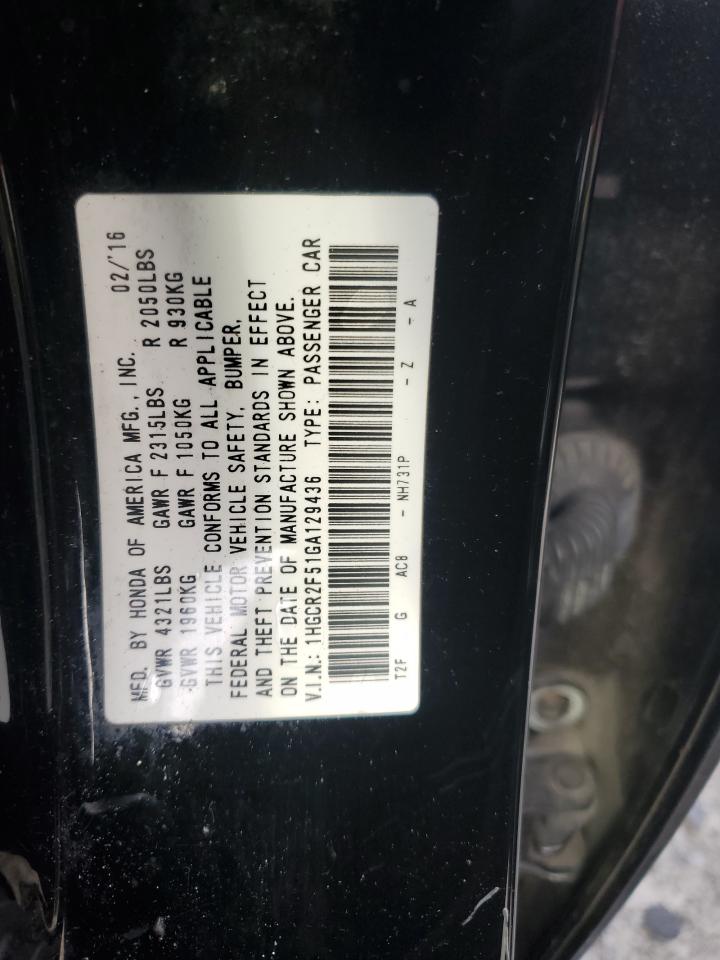 MFD. BY HONDA OF AMERICA MFG., INC. 02/'16
GVWR 4321LBS GAWR F 2315LBS R 2050LBS
GVWR 1960KG GAWR F 1050KG R 930KG
THIS VEHICLE CONFORMS TO ALL APPLICABLE
FEDERAL MOTOR VEHICLE SAFETY, BUMPER,
AND THEFT PREVENTION STANDARDS IN EFFECT
ON THE DATE OF MANUFACTURE SHOWN ABOVE.
V.I.N.: 1HGCR2F51GA129436 TYPE: PASSENGER CAR
T2F G AC8 - NH731P - Z - A